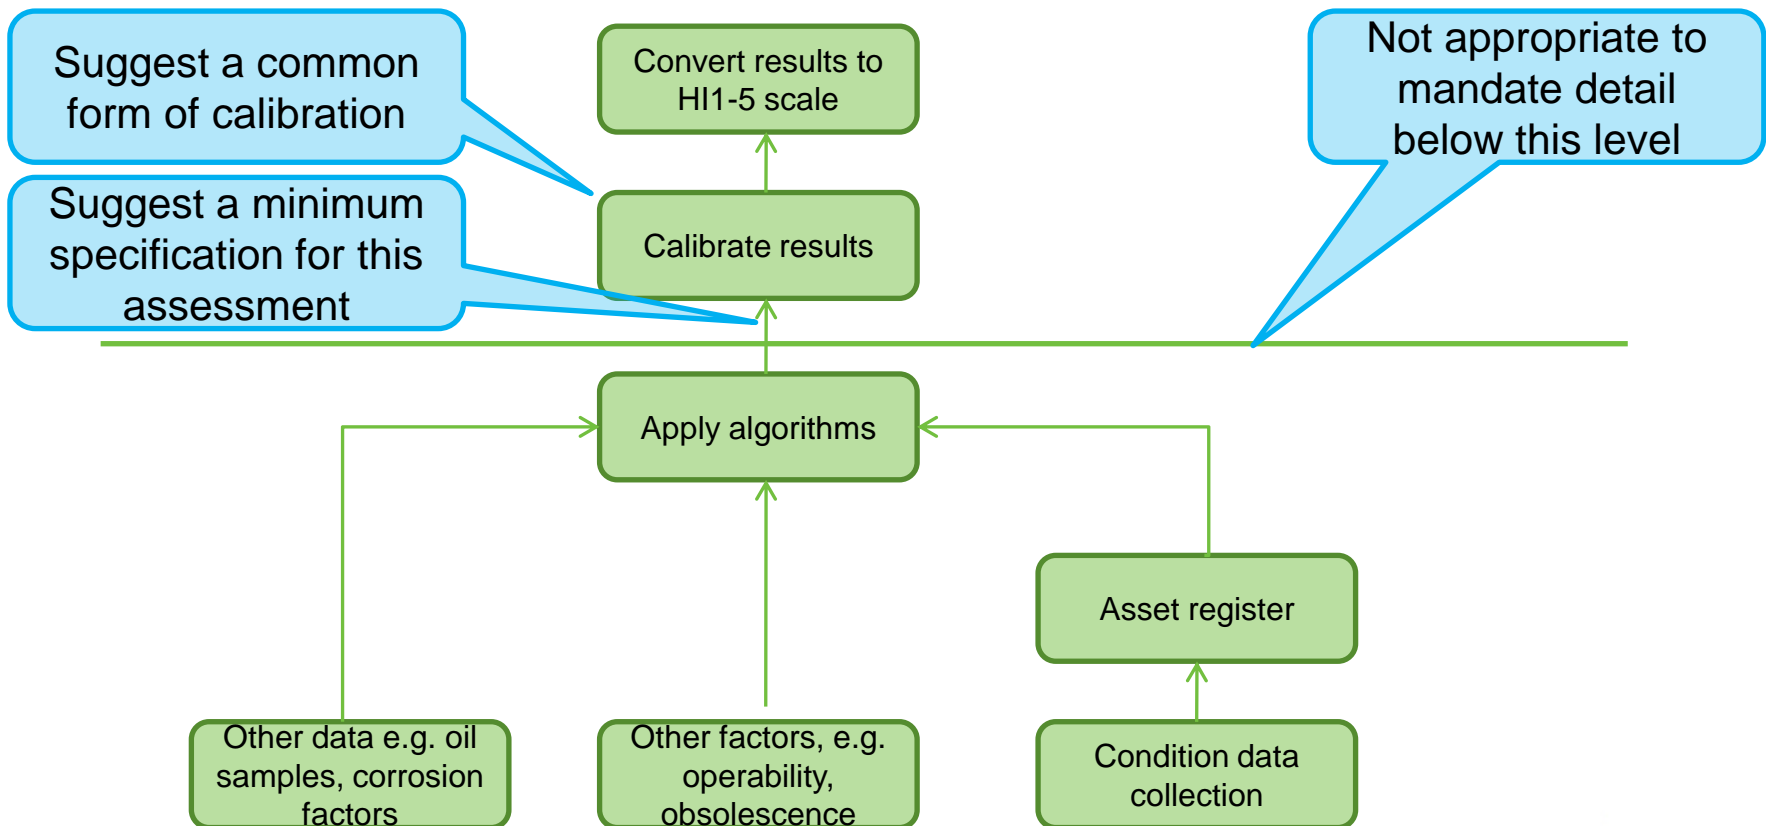 Suggest a common
form of calibration
Convert results to
HI1-5 scale
Not appropriate to
mandate detail
below this level
Suggest a minimum
specification for this
assessment
Calibrate results
Apply algorithms
Asset register
Other data e.g. oil
samples, corrosion
factors
Other factors, e.g.
operability,
obsolescence
Condition data
collection